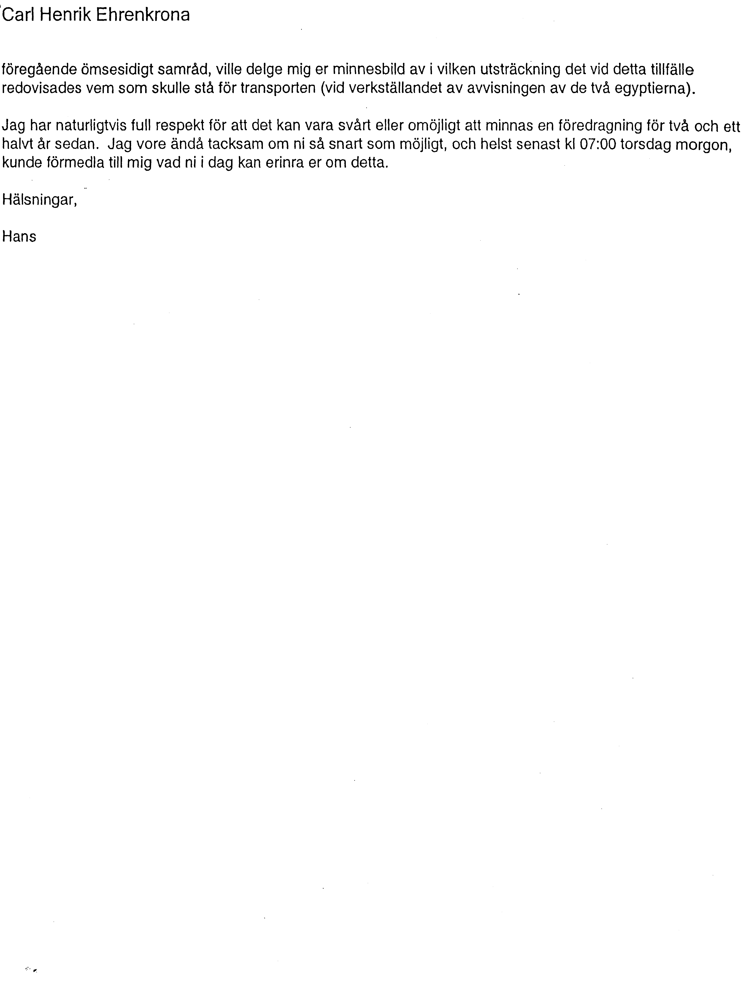 Carl Henrik Ehrenkrona
föregående ömsesidigt samråd, ville delge mig er minnesbild av i vilken utsträckning det vid detta tillfälle
redovisades vem som skulle stå för transporten (vid verkställandet av avvisningen av de två egyptierna).
Jag har naturligtvis full respekt för att det kan vara svårt eller omöjligt att minnas en föredragning för två och ett
halvt år sedan.  Jag vore ändå tacksam om ni så snart som möjligt, och helst senast kl 07:00 torsdag morgon,
kunde förmedla till mig vad ni i dag kan erinra er om detta.
Hälsningar,
Hans